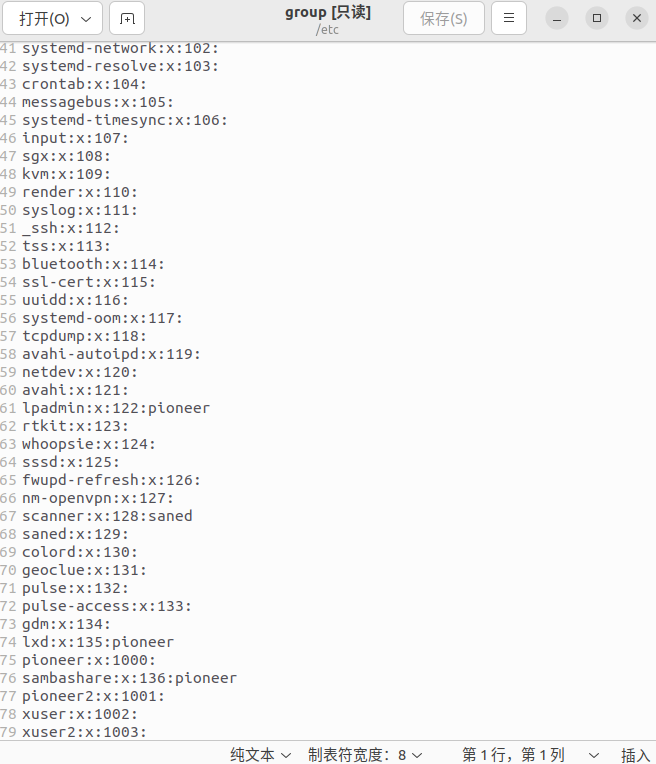 打开(O)
group [只读]
/etc
保存(S)
41 systemd-network:x:102:
42 systemd-resolve:x:103:
43 crontab:x:104:
44 messagebus:x:105:
45 systemd-timesync:x:106:
46 input:x:107:
47 sgx:x:108:
48 kvm:x:109:
49 render:x:110:
50 syslog:x:111:
51 _ssh:x:112:
52 tss:x:113:
53 bluetooth:x:114:
54 ssl-cert:x:115:
55 uuidd:x:116:
56 systemd-oom:x:117:
57 tcpdump:x:118:
58 avahi-autoipd:x:119:
59 netdev:x:120:
60 avahi:x:121:
61 lpadmin:x:122:pioneer
62 rtkit:x:123:
63 whoopsie:x:124:
64 sssd:x:125:
65 fwupd-refresh:x:126:
66 nm-openvpn:x:127:
67 scanner:x:128:saned
68 saned:x:129:
69 colord:x:130:
70 geoclue:x:131:
71 pulse:x:132:
72 pulse-access:x:133:
73 gdm:x:134:
74 lxd:x:135:pioneer
75 pioneer:x:1000:
76 sambashare:x:136:pioneer
77 pioneer2:x:1001:
78 xuser:x:1002:
79 xuser2:x:1003:
纯文本 制表符宽度：8 第 1 行，第 1 列 插入